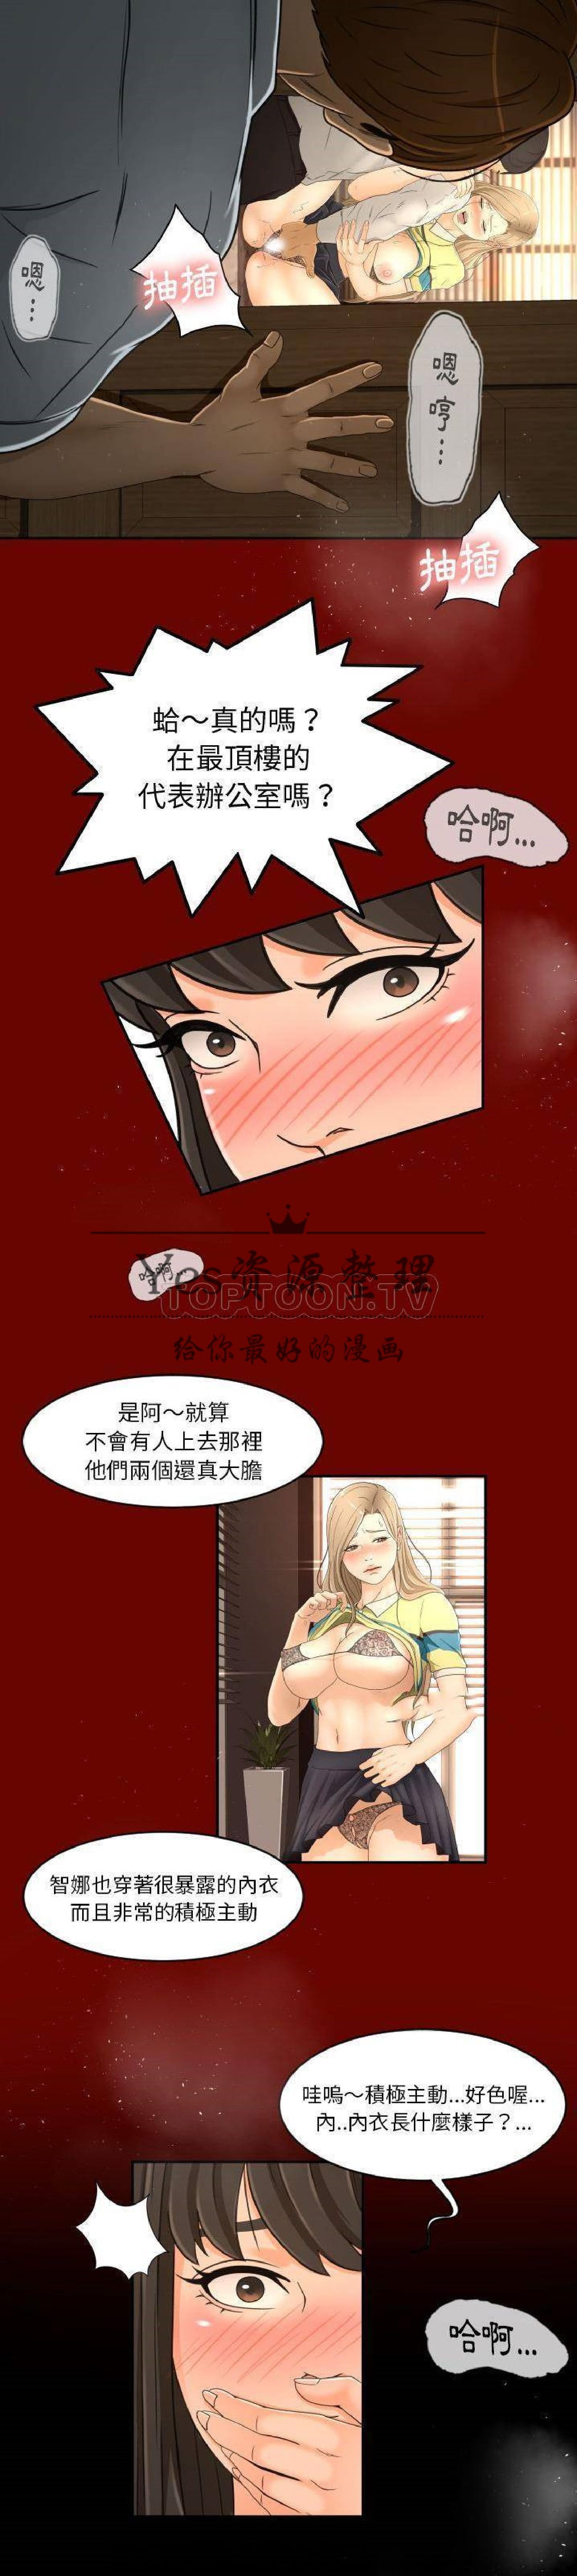 嗯...
抽插
嗯
哼...
抽插
蛤～真的嗎？
在最頂樓的
代表辦公室嗎？
哈啊...
哈啊...
Yes资源整理
TOPTOON.TV
给你最好的漫画
是阿～就算
不會有人上去那裡
他們兩個還真大膽
智娜也穿著很暴露的內衣
而且非常的積極主動
哇嗚～積極主動...好色喔...
內..內衣長什麼樣子？...
哈啊...